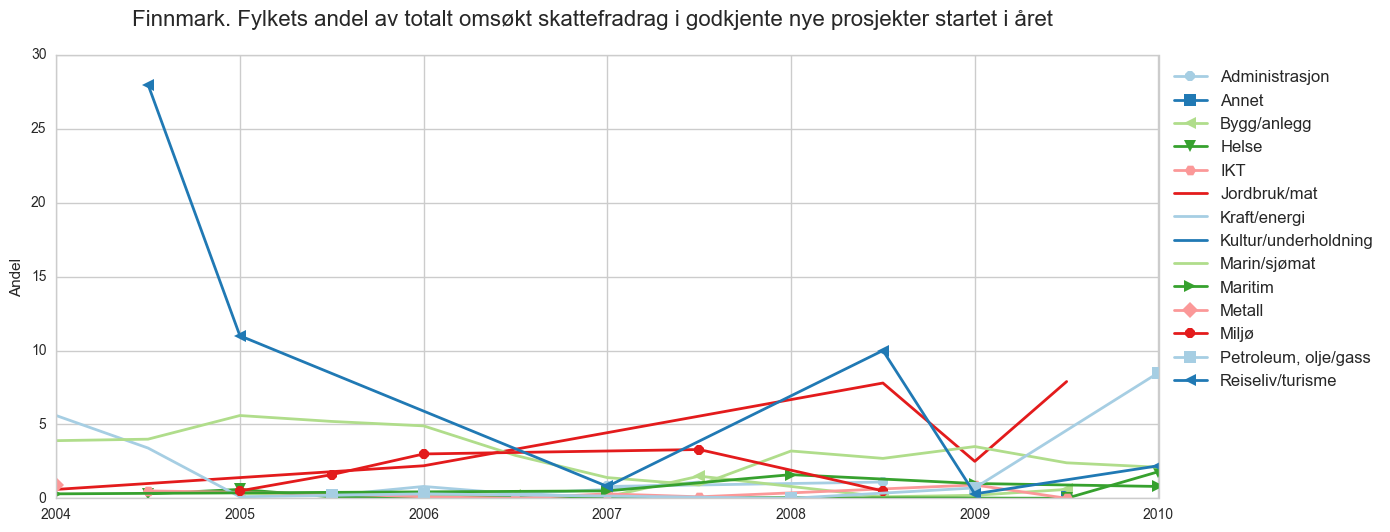 Finnmark. Fylkets andel av totalt omsøkt skattefradrag i godkjente nye prosjekter startet i året
Andel
30
25
20
15
10
5
0
2004 2005 2006 2007 2008 2009 2010
Administrasjon
Annet
Bygg/anlegg
Helse
IKT
Jordbruk/mat
Kraft/energi
Kultur/underholdning
Marin/sjømat
Maritim
Metall
Miljø
Petroleum, olje/gass
Reiseliv/turisme